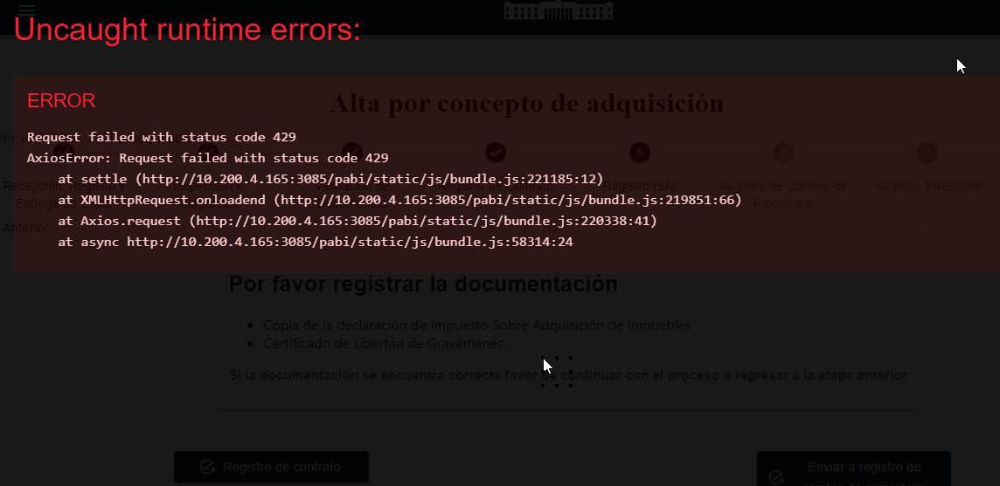 Uncaught runtime errors:
ERROR
Alta por concepto de adquisición
Request failed with status code 429
AxiosError: Request failed with status code 429
at settle (http://10.200.4.165:3085/pabi/static/js/bundle.js:221185:12)
at XMLHttpRequest.onloadend (http://10.200.4.165:3085/pabi/static/js/bundle.js:219851:66)
at Axios.request (http://10.200.4.165:3085/pabi/static/js/bundle.js:220338:41)
at async http://10.200.4.165:3085/pabi/static/js/bundle.js:58314:24
5
6
7
Recepción, Registro y
Inspección e
Validación de
Registro de Contrato
Registro ISAI
Registro de Cambio de
Propietario
Registro SIREGOB
Anterior
Siguiente
Por favor registrar la documentación
Copia de la declaración de Impuesto Sobre Adquisición de Inmuebles
Certificado de Libertad de Gravámenes.
Si la documentación se encuentra correcta favor de continuar con el proceso o regresar a la etapa anterior
Registro de contrato
Enviar a registro de